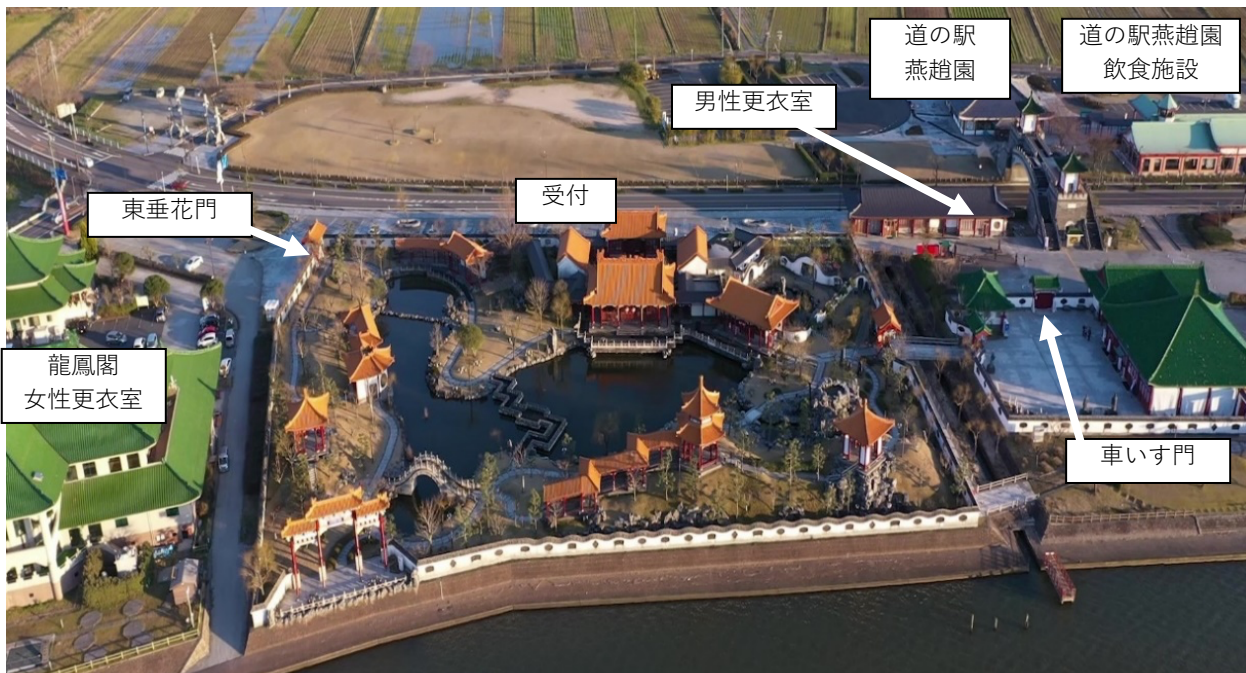 道の駅
燕趙園
道の駅燕趙園
飲食施設
男性更衣室
受付
東垂花門
龍鳳閣
女性更衣室
車いす門